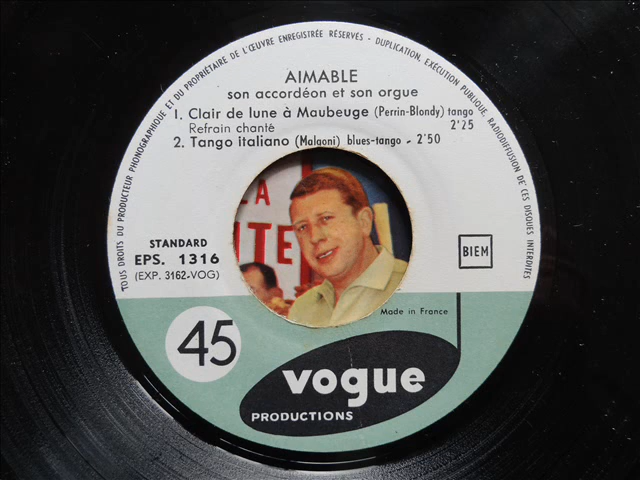 TOUS DROITS DU PRODUCTEUR PHONOGRAPHIQUE ET DU PROPRIÉTAIRE DE L'ŒUVRE ENREGISTRÉE RÉSERVÉS - DUPLICATION, EXÉCUTION PUBLIQUE, RADIODIFFUSION DE CES DISQUES INTERDITES
AIMABLE
son accordéon et son orgue
1. Clair de lune à Maubeuge (Perrin-Blondy) tango
Refrain chanté 2'25
2. Tango italiano (Malgoni) blues-tango - 2'50
LA
TE
STANDARD
EPS. 1316
(EXP. 3162-VOG)
BIEM
Made in France
45
vogue
PRODUCTIONS